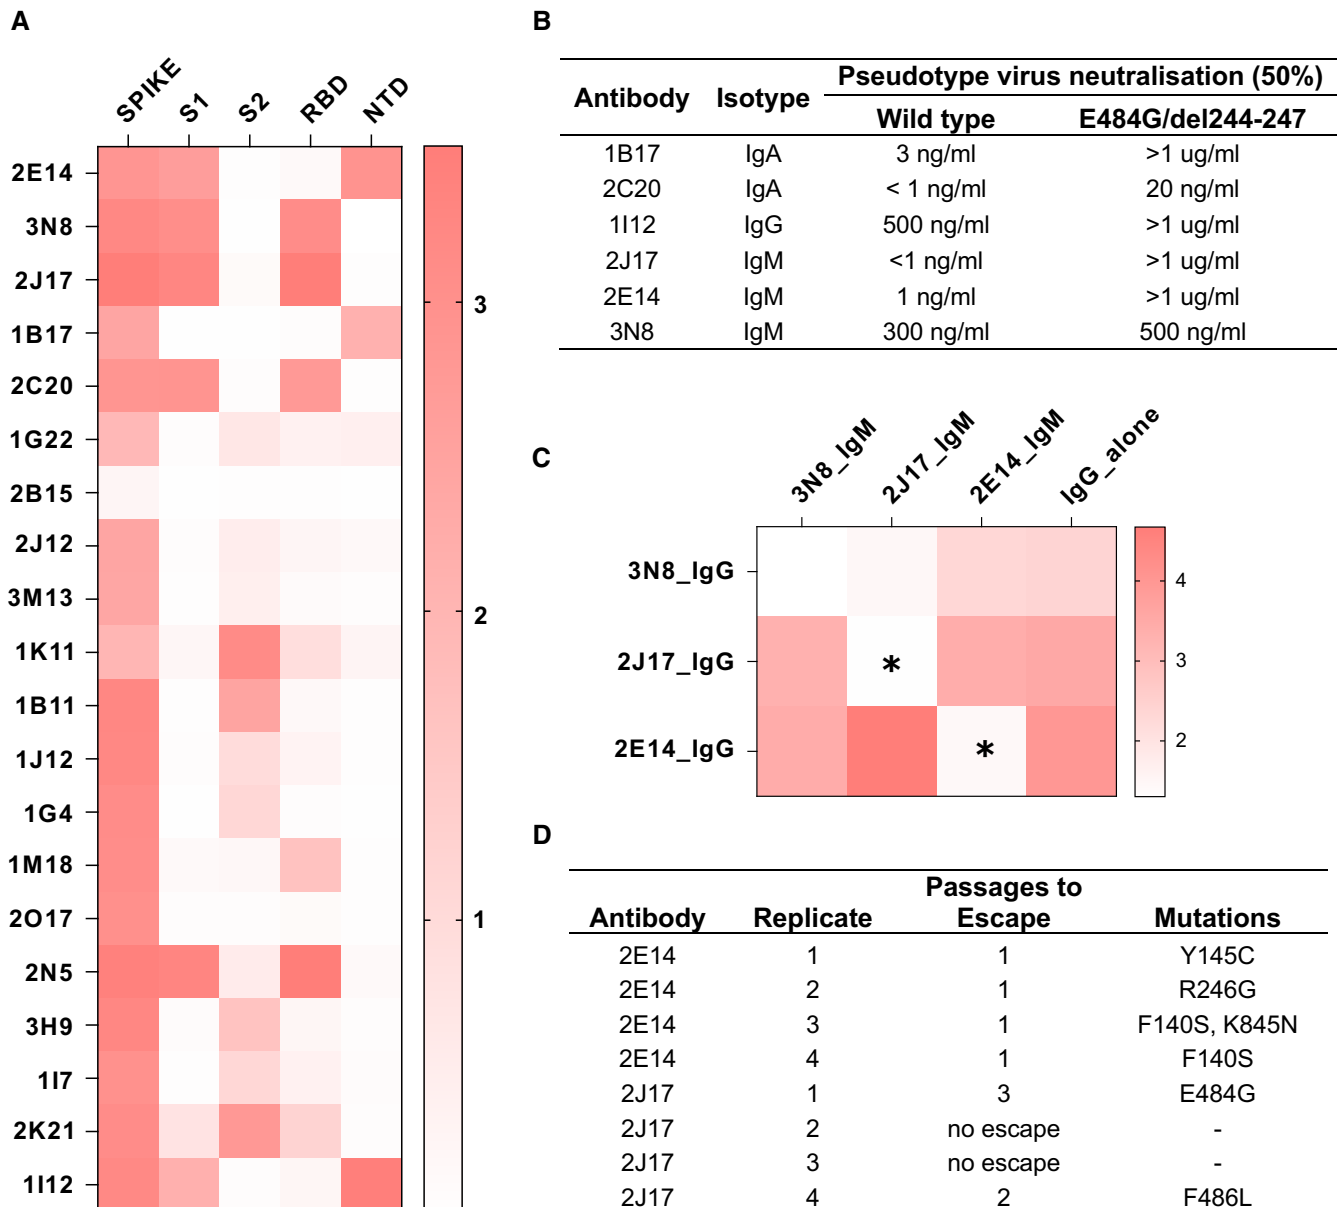 A
SPIKE S1 S2 RBD NTD
2E14
3N8
2J17
1B17
2C20
1G22
2B15
2J12
3M13
1K11
1B11
1J12
1G4
1M18
2O17
2N5
3H9
1I7
2K21
1I12
3
2
1
B
Antibody Isotype Pseudotype virus neutralisation (50%)
Wild type E484G/del244-247
1B17 IgA 3 ng/ml >1 ug/ml
2C20 IgA < 1 ng/ml 20 ng/ml
1I12 IgG 500 ng/ml >1 ug/ml
2J17 IgM <1 ng/ml >1 ug/ml
2E14 IgM 1 ng/ml >1 ug/ml
3N8 IgM 300 ng/ml 500 ng/ml
C
3N8_IgM 2J17_IgM 2E14_IgM IgG_alone
3N8_IgG
2J17_IgG *
2E14_IgG *
4
3
2
D
Antibody Replicate Passages to Escape Mutations
2E14 1 1 Y145C
2E14 2 1 R246G
2E14 3 1 F140S, K845N
2E14 4 1 F140S
2J17 1 3 E484G
2J17 2 no escape -
2J17 3 no escape -
2J17 4 2 F486L